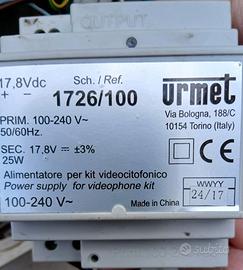 OUTPUT
17,8Vdc
+ -
Sch. / Ref.
1726/100
urmet
Via Bologna, 188/C
10154 Torino (Italy)
PRIM. 100-240 V~
50/60Hz.
SEC. 17,8V ⎓ ±3%
25W
CE
Alimentatore per kit videocitofonico
Power supply for videophone kit
100-240 V~
Made in China
WWYY
24/17
subito